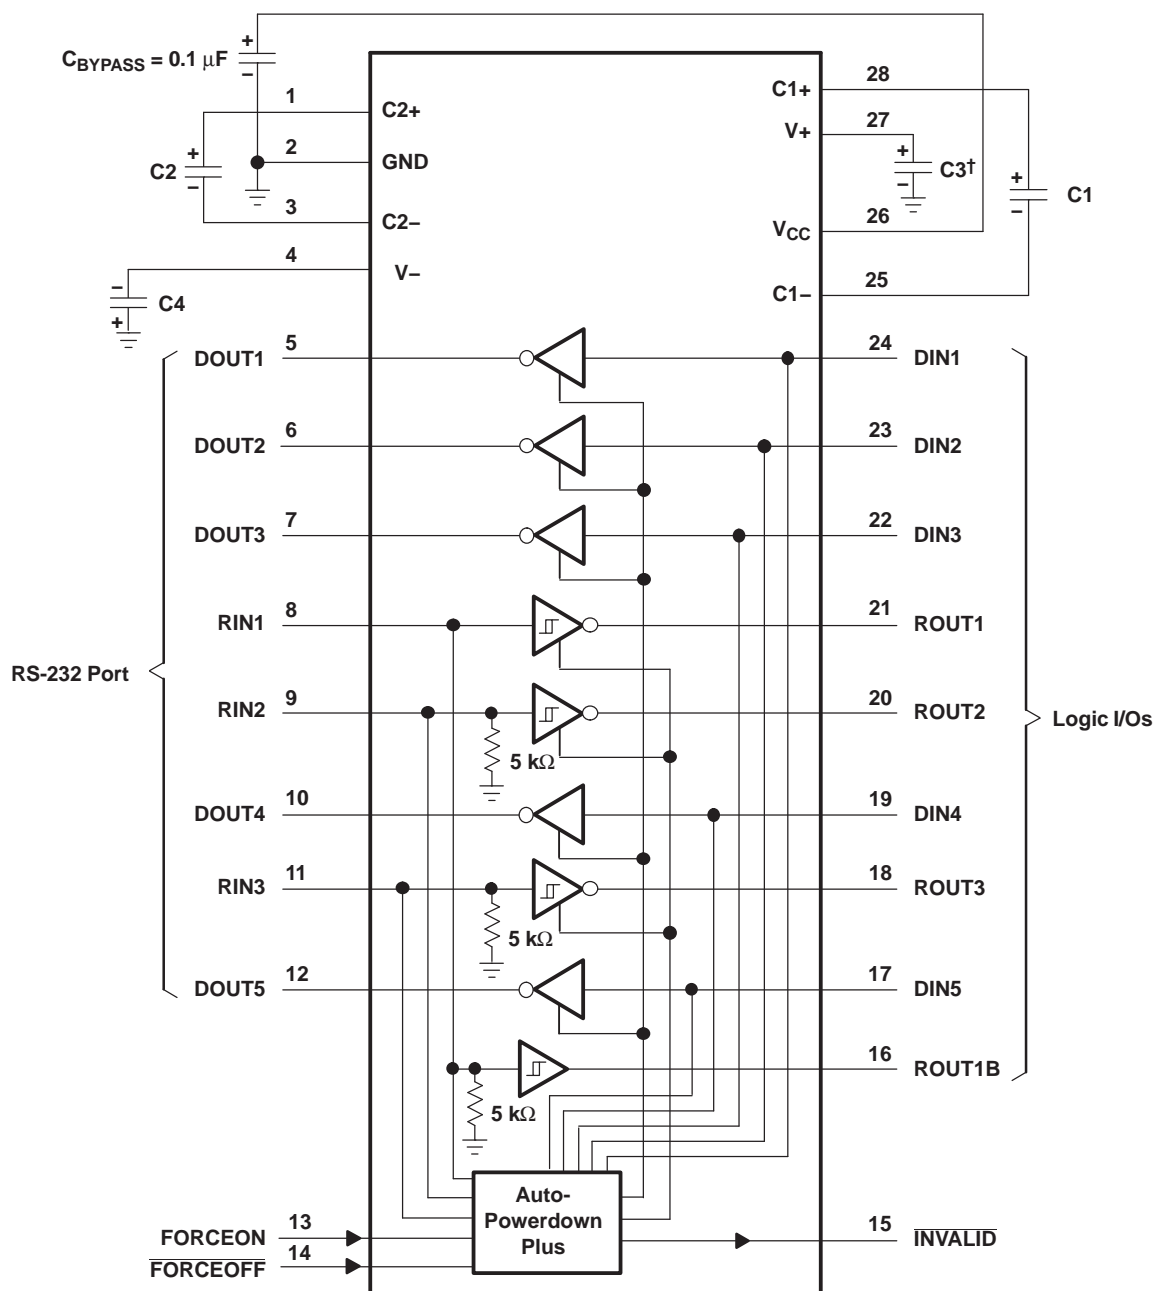 C_BYPASS = 0.1 μF
+
−
1
C2+
28
C1+
27
V+
C2
+
−
2
GND
+
−
C3†
+
−
C1
3
C2−
26
V_CC
4
V−
25
C1−
−
+
C4
DOUT1
5
24
DIN1
DOUT2
6
23
DIN2
DOUT3
7
22
DIN3
RIN1
8
21
ROUT1
RS-232 Port
RIN2
9
20
ROUT2
Logic I/Os
5 kΩ
DOUT4
10
19
DIN4
RIN3
11
18
ROUT3
5 kΩ
DOUT5
12
17
DIN5
16
ROUT1B
5 kΩ
Auto-
Powerdown
Plus
FORCEON
13
15
INVALID
FORCEOFF
14